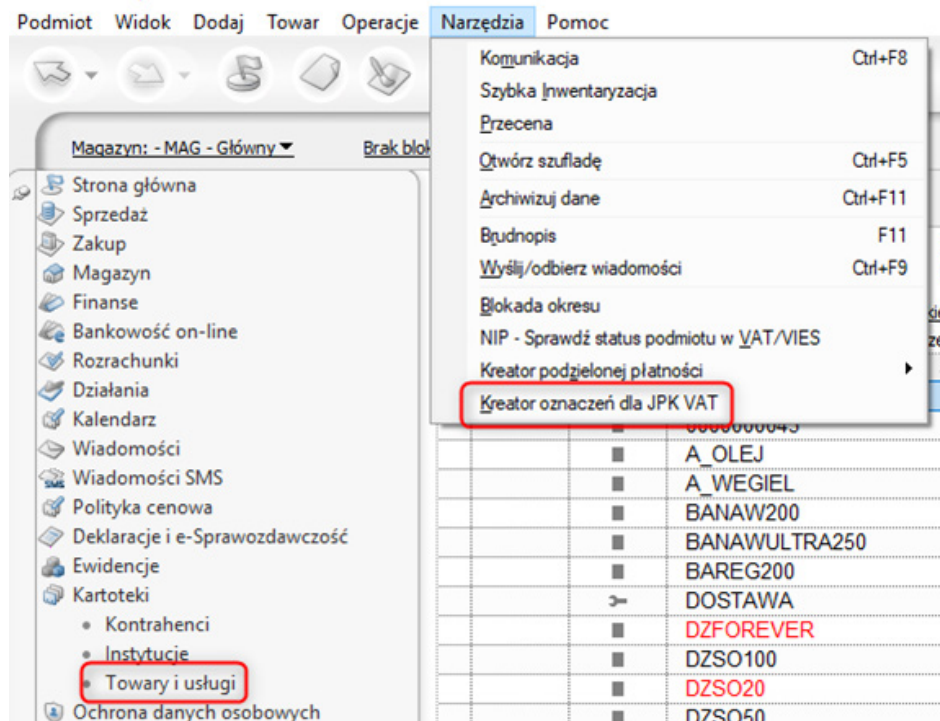 Podmiot Widok Dodaj Towar Operacje Narzędzia Pomoc
Komunikacja Ctrl+F8
Szybka Inwentaryzacja
Przecena
Otwórz szufladę Ctrl+F5
Archiwizuj dane Ctrl+F11
Brudnopis F11
Wyślij/odbierz wiadomości Ctrl+F9
Blokada okresu
NIP - Sprawdź status podmiotu w VAT/VIES
Kreator podzielonej płatności
Kreator oznaczeń dla JPK VAT
Magazyn: - MAG - Główny Brak
Strona główna
Sprzedaż
Zakup
Magazyn
Finanse
Bankowość on-line
Rozrachunki
Działania
Kalendarz
Wiadomości
Wiadomości SMS
Polityka cenowa
Deklaracje i e-Sprawozdawczość
Ewidencje
Kartoteki
Kontrahenci
Instytucje
Towary i usługi
Ochrona danych osobowych
A_OLEJ
A_WEGIEL
BANAW200
BANAWULTRA250
BAREG200
DOSTAWA
DZFOREVER
DZSO100
DZSO20
DZSO50